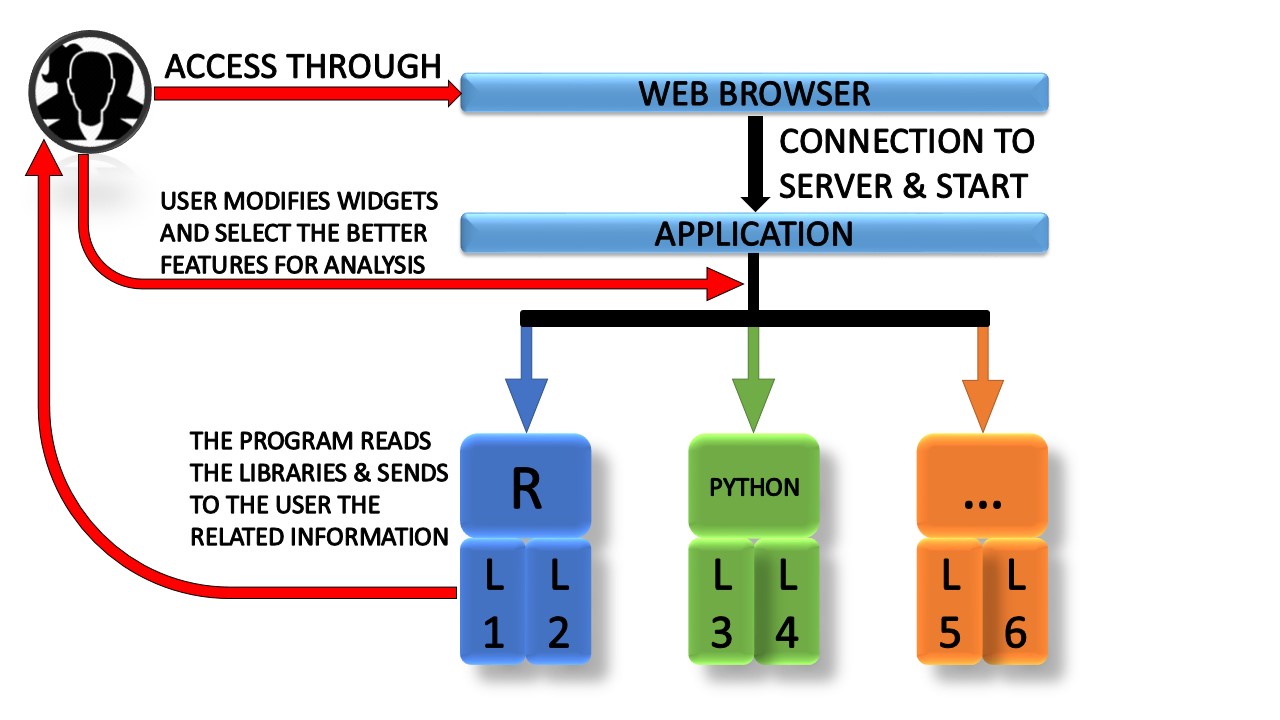 ACCESS THROUGH
WEB BROWSER
CONNECTION TO
SERVER & START
USER MODIFIES WIDGETS
AND SELECT THE BETTER
FEATURES FOR ANALYSIS
APPLICATION
THE PROGRAM READS
THE LIBRARIES & SENDS
TO THE USER THE
RELATED INFORMATION
R
PYTHON
...
L
1
L
2
L
3
L
4
L
5
L
6